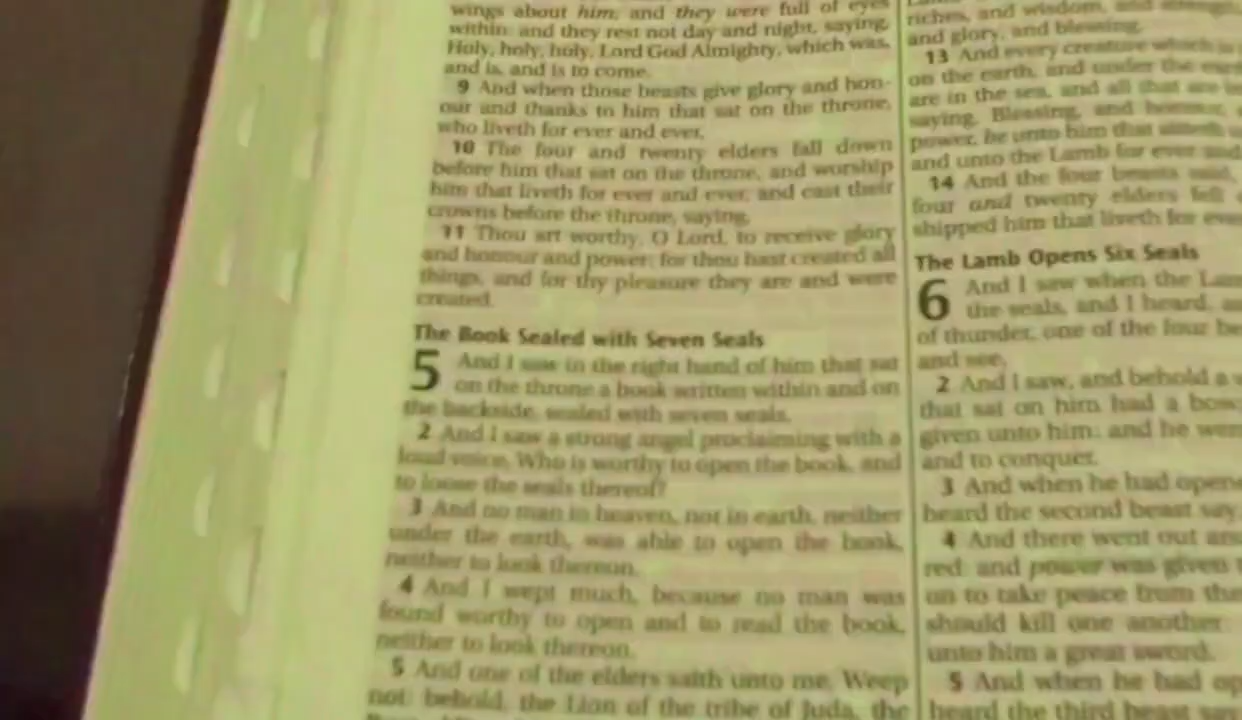 wings about him; and they were full of eyes
within: and they rest not day and night, saying,
Holy, holy, holy, Lord God Almighty, which was,
and is, and is to come.
9 And when those beasts give glory and hon-
our and thanks to him that sat on the throne,
who liveth for ever and ever,
10 The four and twenty elders fall down
before him that sat on the throne, and worship
him that liveth for ever and ever, and cast their
crowns before the throne, saying,
11 Thou art worthy, O Lord, to receive glory
and honour and power: for thou hast created all
things, and for thy pleasure they are and were
created.
The Book Sealed with Seven Seals
5 And I saw in the right hand of him that sat
on the throne a book written within and on
the backside, sealed with seven seals.
2 And I saw a strong angel proclaiming with a
loud voice, Who is worthy to open the book, and
to loose the seals thereof?
3 And no man in heaven, nor in earth, neither
under the earth, was able to open the book,
neither to look thereon.
4 And I wept much, because no man was
found worthy to open and to read the book,
neither to look thereon.
5 And one of the elders saith unto me, Weep
not: behold, the Lion of the tribe of Juda, the
riches, and wisdom, and
and glory, and blessing.
13 And every creature which is
on the earth, and under the
are in the sea, and all that are
saying, Blessing, and honour,
power, be unto him that sitteth
and unto the Lamb for ever and
14 And the four beasts said,
four and twenty elders fell
shipped him that liveth for
The Lamb Opens Six Seals
6 And I saw when the
the seals, and I heard,
of thunder, one of the four
and see.
2 And I saw, and behold a
that sat on him had a
given unto him: and he
and to conquer.
3 And when he had
heard the second beast say,
4 And there went out
red: and power was given
on to take peace from the
should kill one another:
unto him a great sword.
5 And when he had
heard the third beast say